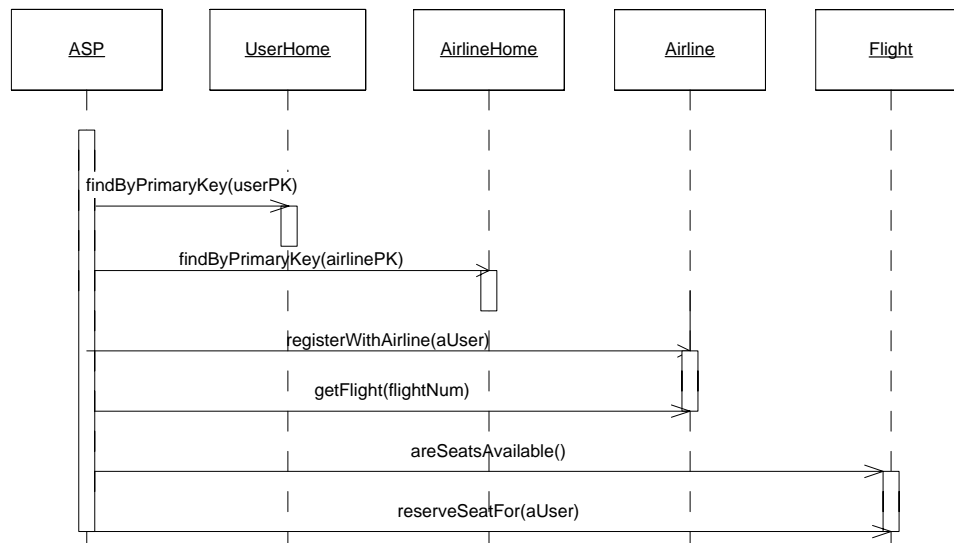 ASP
UserHome
AirlineHome
Airline
Flight
findByPrimaryKey(userPK)
findByPrimaryKey(airlinePK)
registerWithAirline(aUser)
getFlight(flightNum)
areSeatsAvailable()
reserveSeatFor(aUser)